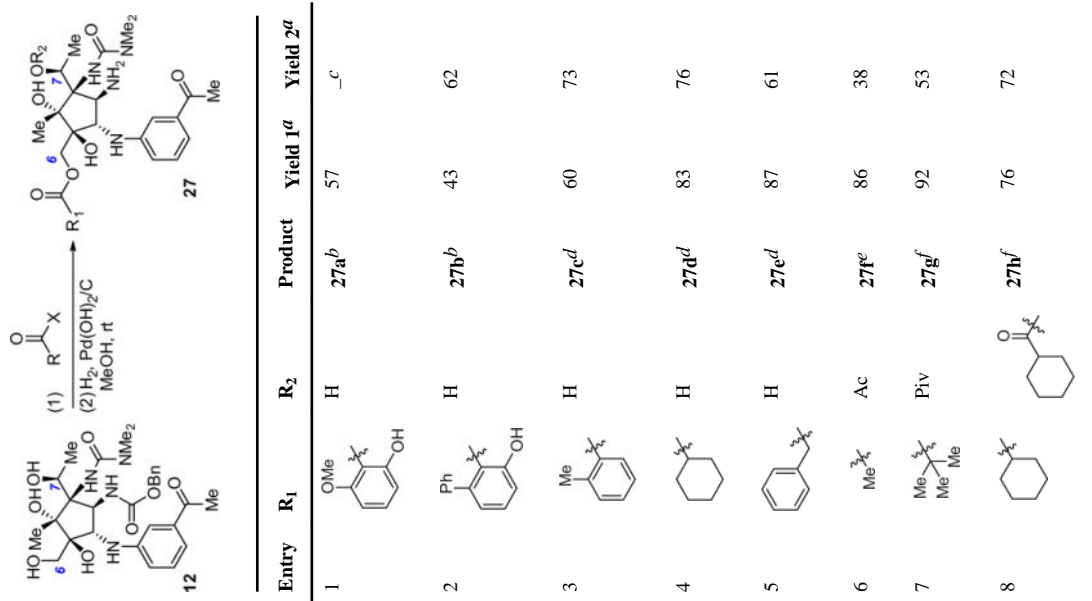 HO
6
Me
OH
OH
7
Me
HO
HN
HN
NH
O
NMe2
O
OBn
O
Me
12
(1)
O
R
X
(2) H2, Pd(OH)2/C
MeOH, rt
O
R1
O
6
Me
OH
OR2
7
Me
HO
HN
HN
NH2
O
NMe2
O
Me
27
Entry R1 R2 Product Yield 1a Yield 2a
1 OMe OH H 27ab 57 _c
2 Ph OH H 27bb 43 62
3 Me H 27cd 60 73
4 H 27dd 83 76
5 H 27ed 87 61
6 Me Ac 27fe 86 38
7 Me Me Me Piv 27gf 92 53
8 O 27hf 76 72